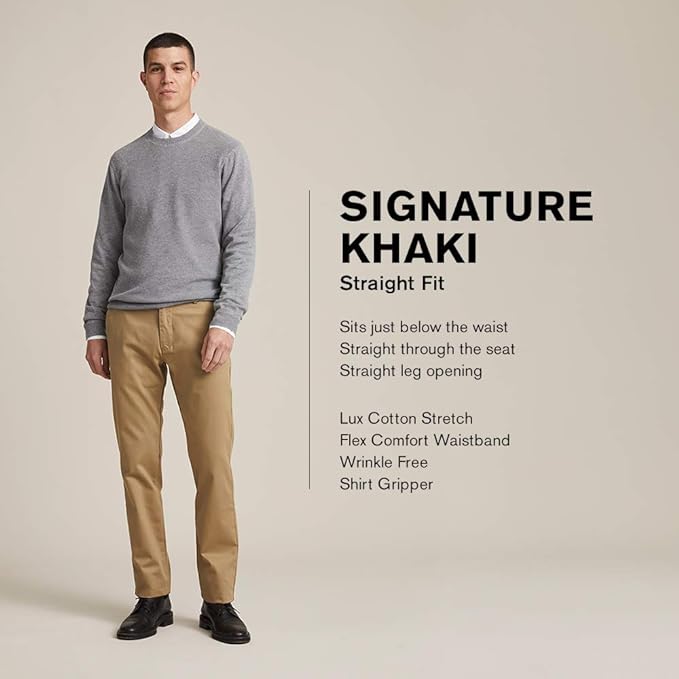 SIGNATURE
KHAKI
Straight Fit
Sits just below the waist
Straight through the seat
Straight leg opening
Lux Cotton Stretch
Flex Comfort Waistband
Wrinkle Free
Shirt Gripper